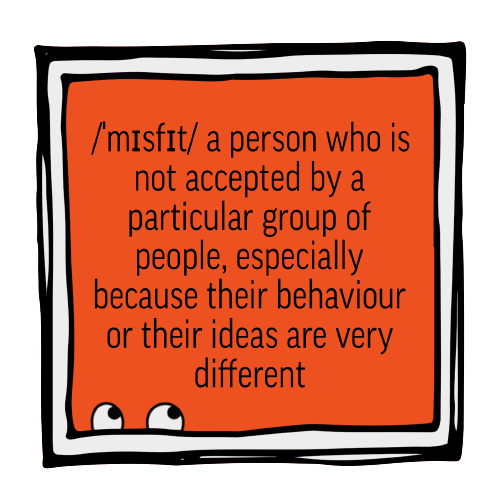 /ˈmɪsfɪt/ a person who is
not accepted by a
particular group of
people, especially
because their behaviour
or their ideas are very
different